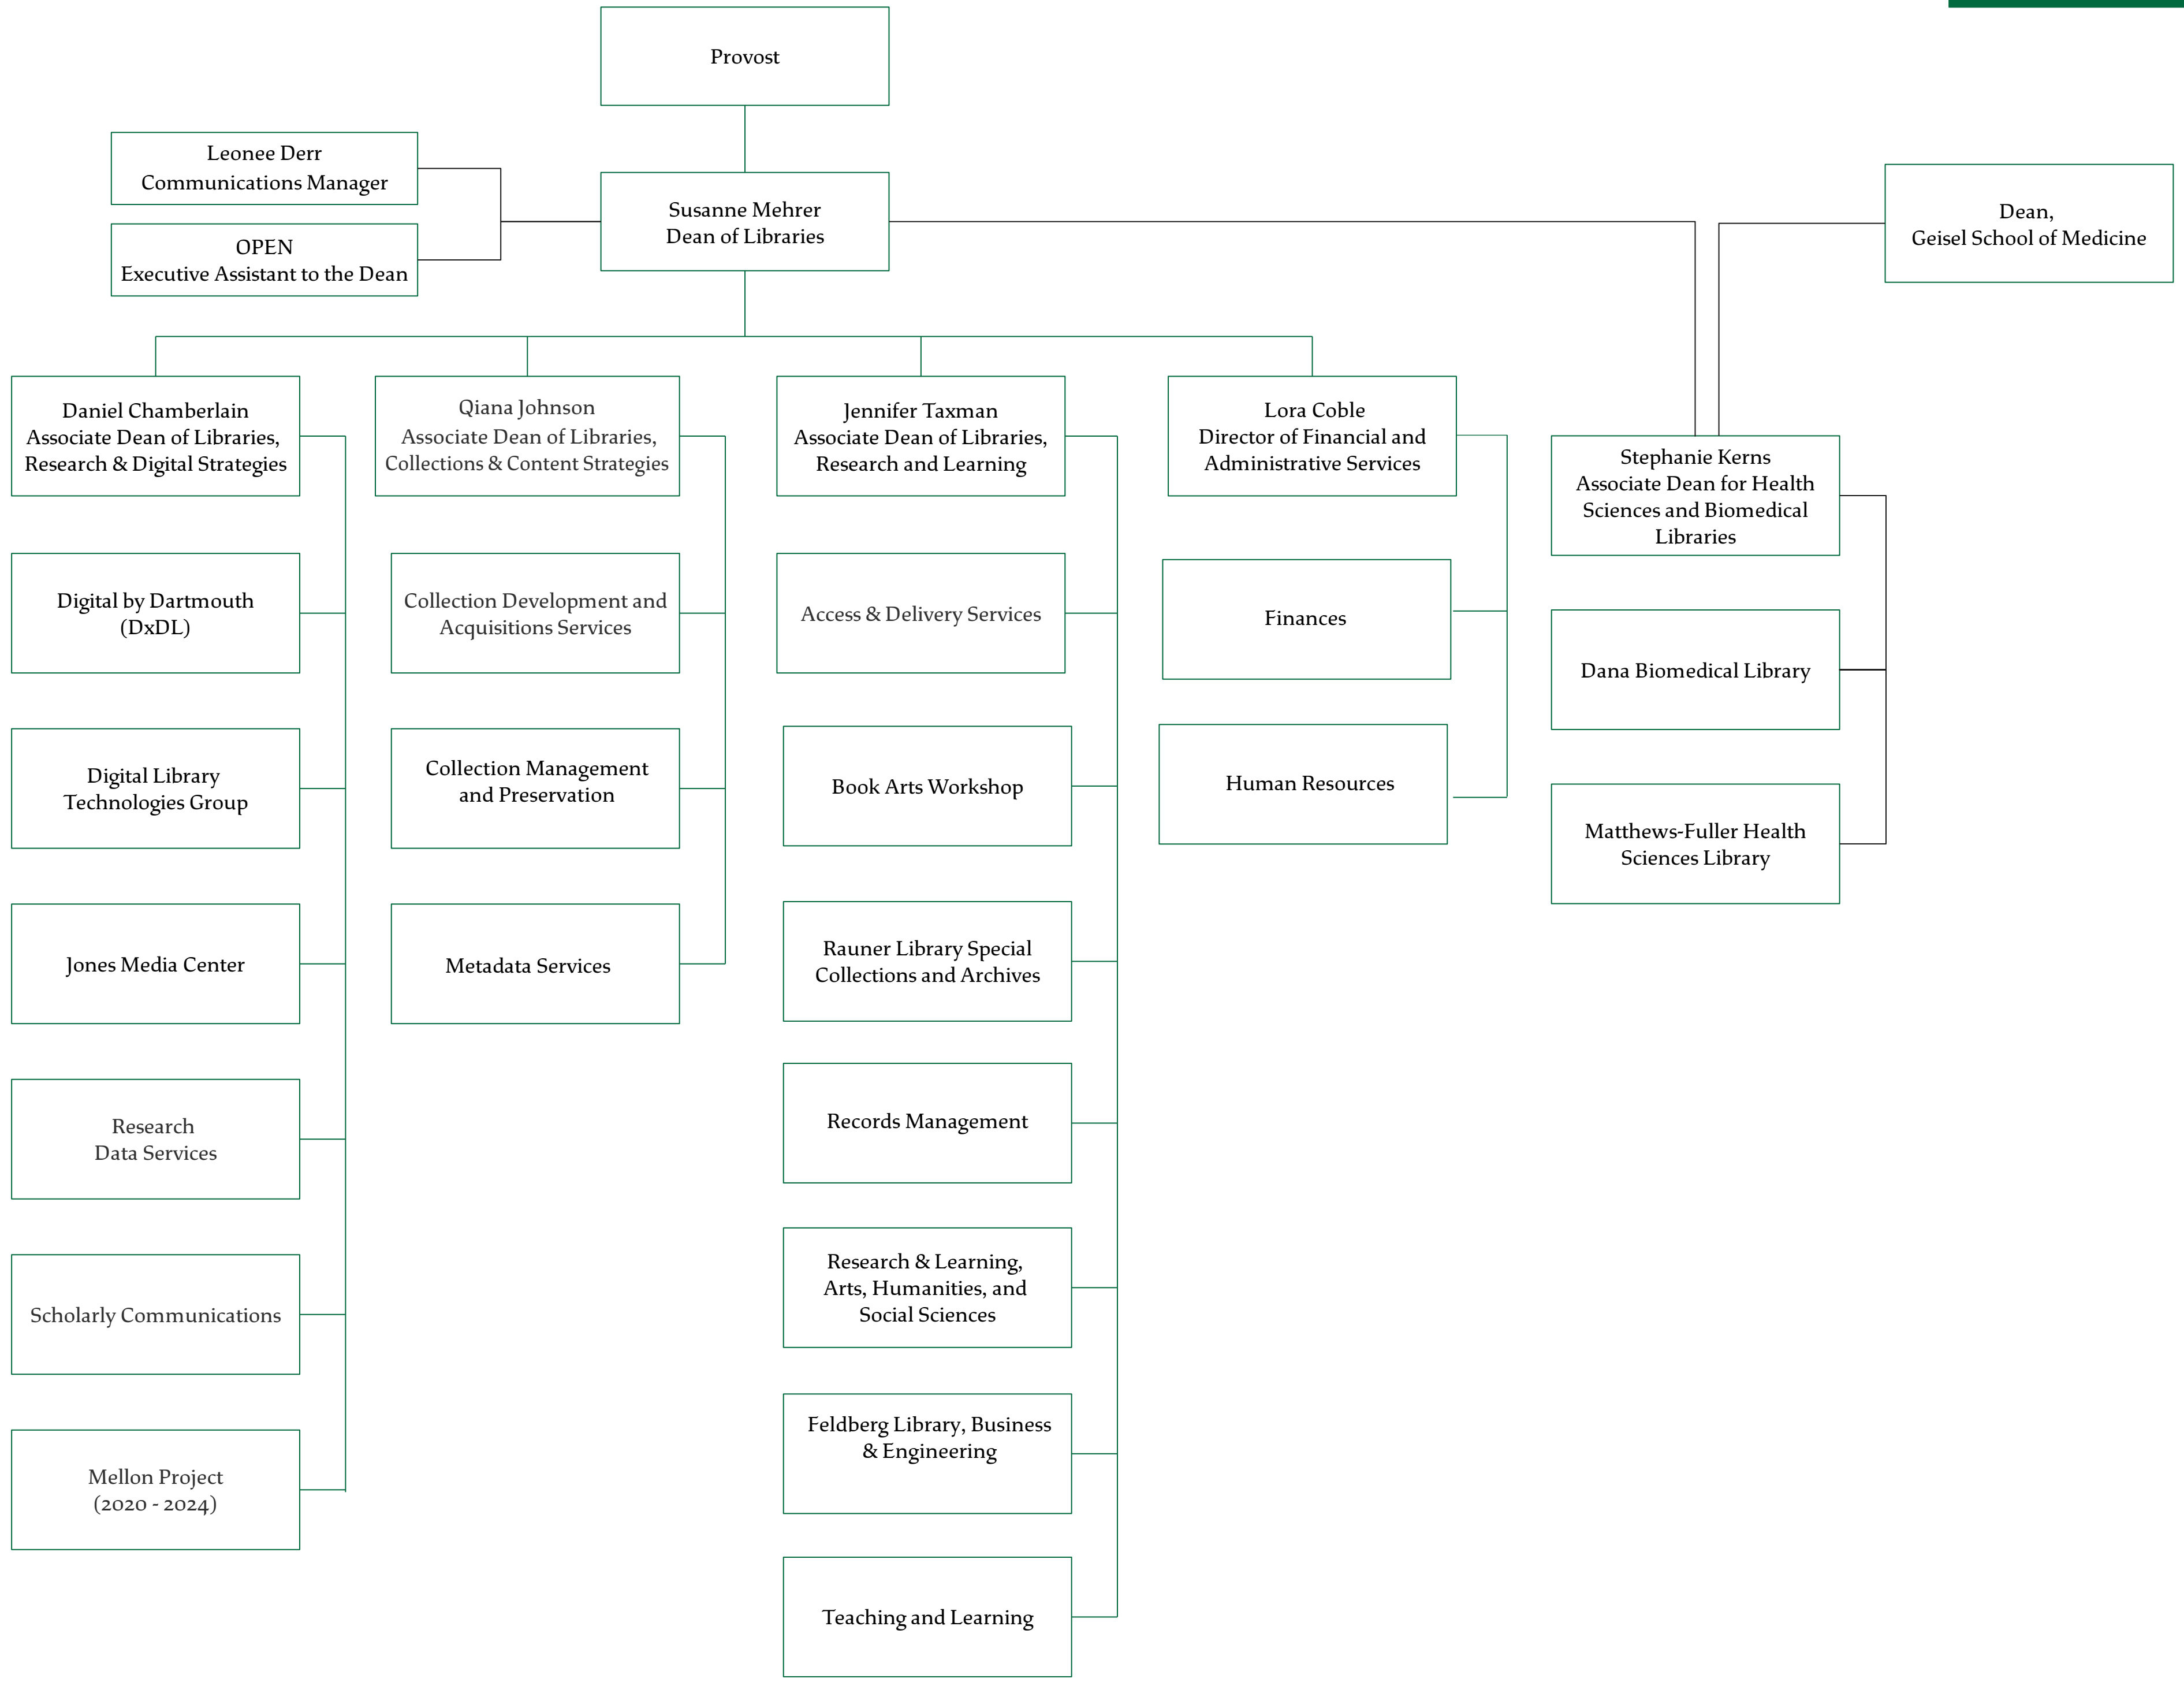 Provost
Leonee Derr
Communications Manager
OPEN
Executive Assistant to the Dean
Susanne Mehrer
Dean of Libraries
Dean,
Geisel School of Medicine
Daniel Chamberlain
Associate Dean of Libraries,
Research & Digital Strategies
Digital by Dartmouth
(DxDL)
Digital Library
Technologies Group
Jones Media Center
Research
Data Services
Scholarly Communications
Mellon Project
(2020 - 2024)
Qiana Johnson
Associate Dean of Libraries,
Collections & Content Strategies
Collection Development and
Acquisitions Services
Collection Management
and Preservation
Metadata Services
Jennifer Taxman
Associate Dean of Libraries,
Research and Learning
Access & Delivery Services
Book Arts Workshop
Rauner Library Special
Collections and Archives
Records Management
Research & Learning,
Arts, Humanities, and
Social Sciences
Feldberg Library, Business
& Engineering
Teaching and Learning
Lora Coble
Director of Financial and
Administrative Services
Finances
Human Resources
Stephanie Kerns
Associate Dean for Health
Sciences and Biomedical
Libraries
Dana Biomedical Library
Matthews-Fuller Health
Sciences Library